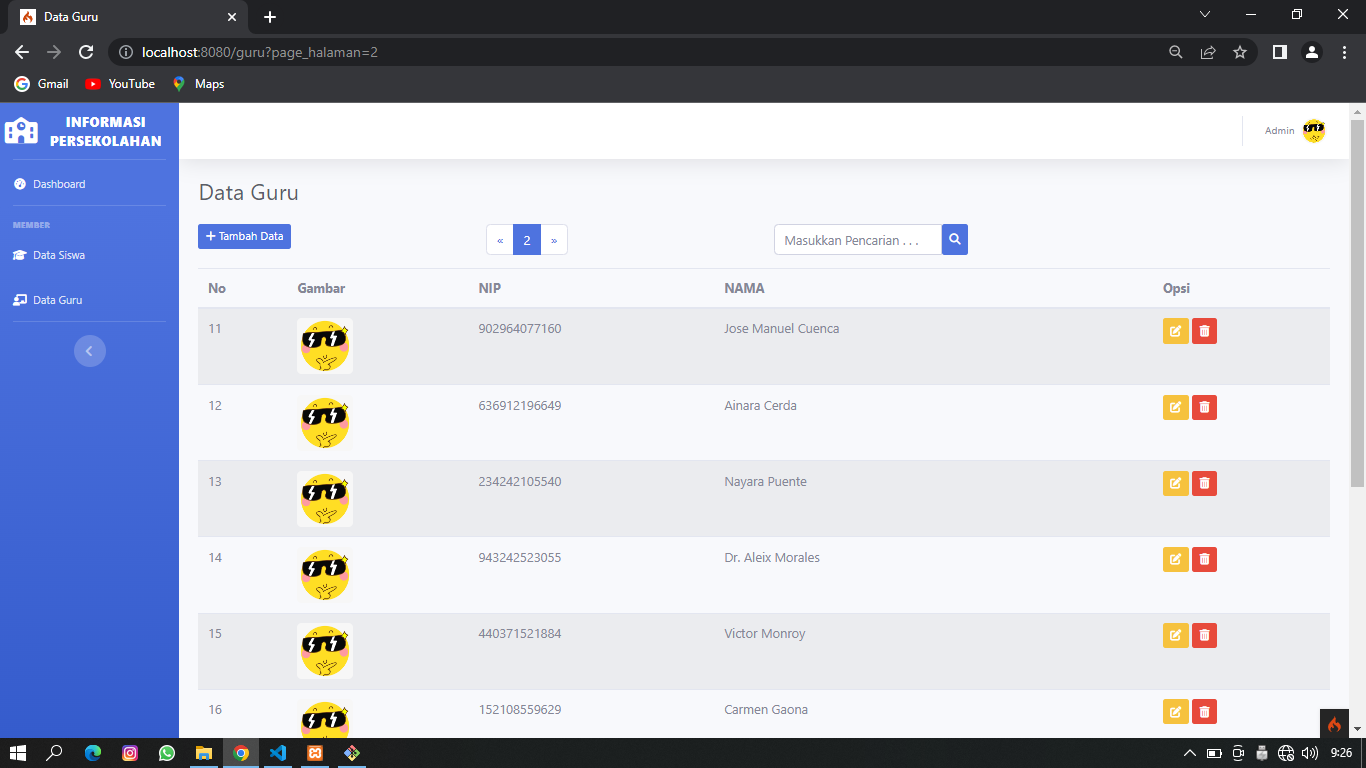 Data Guru
localhost:8080/guru?page_halaman=2
Gmail YouTube Maps
INFORMASI
PERSEKOLAHAN
Dashboard
MEMBER
Data Siswa
Data Guru
Admin
Data Guru
+ Tambah Data « 2 » Masukkan Pencarian . . .
No Gambar NIP NAMA Opsi
11 902964077160 Jose Manuel Cuenca
12 636912196649 Ainara Cerda
13 234242105540 Nayara Puente
14 943242523055 Dr. Aleix Morales
15 440371521884 Victor Monroy
16 152108559629 Carmen Gaona
9:26